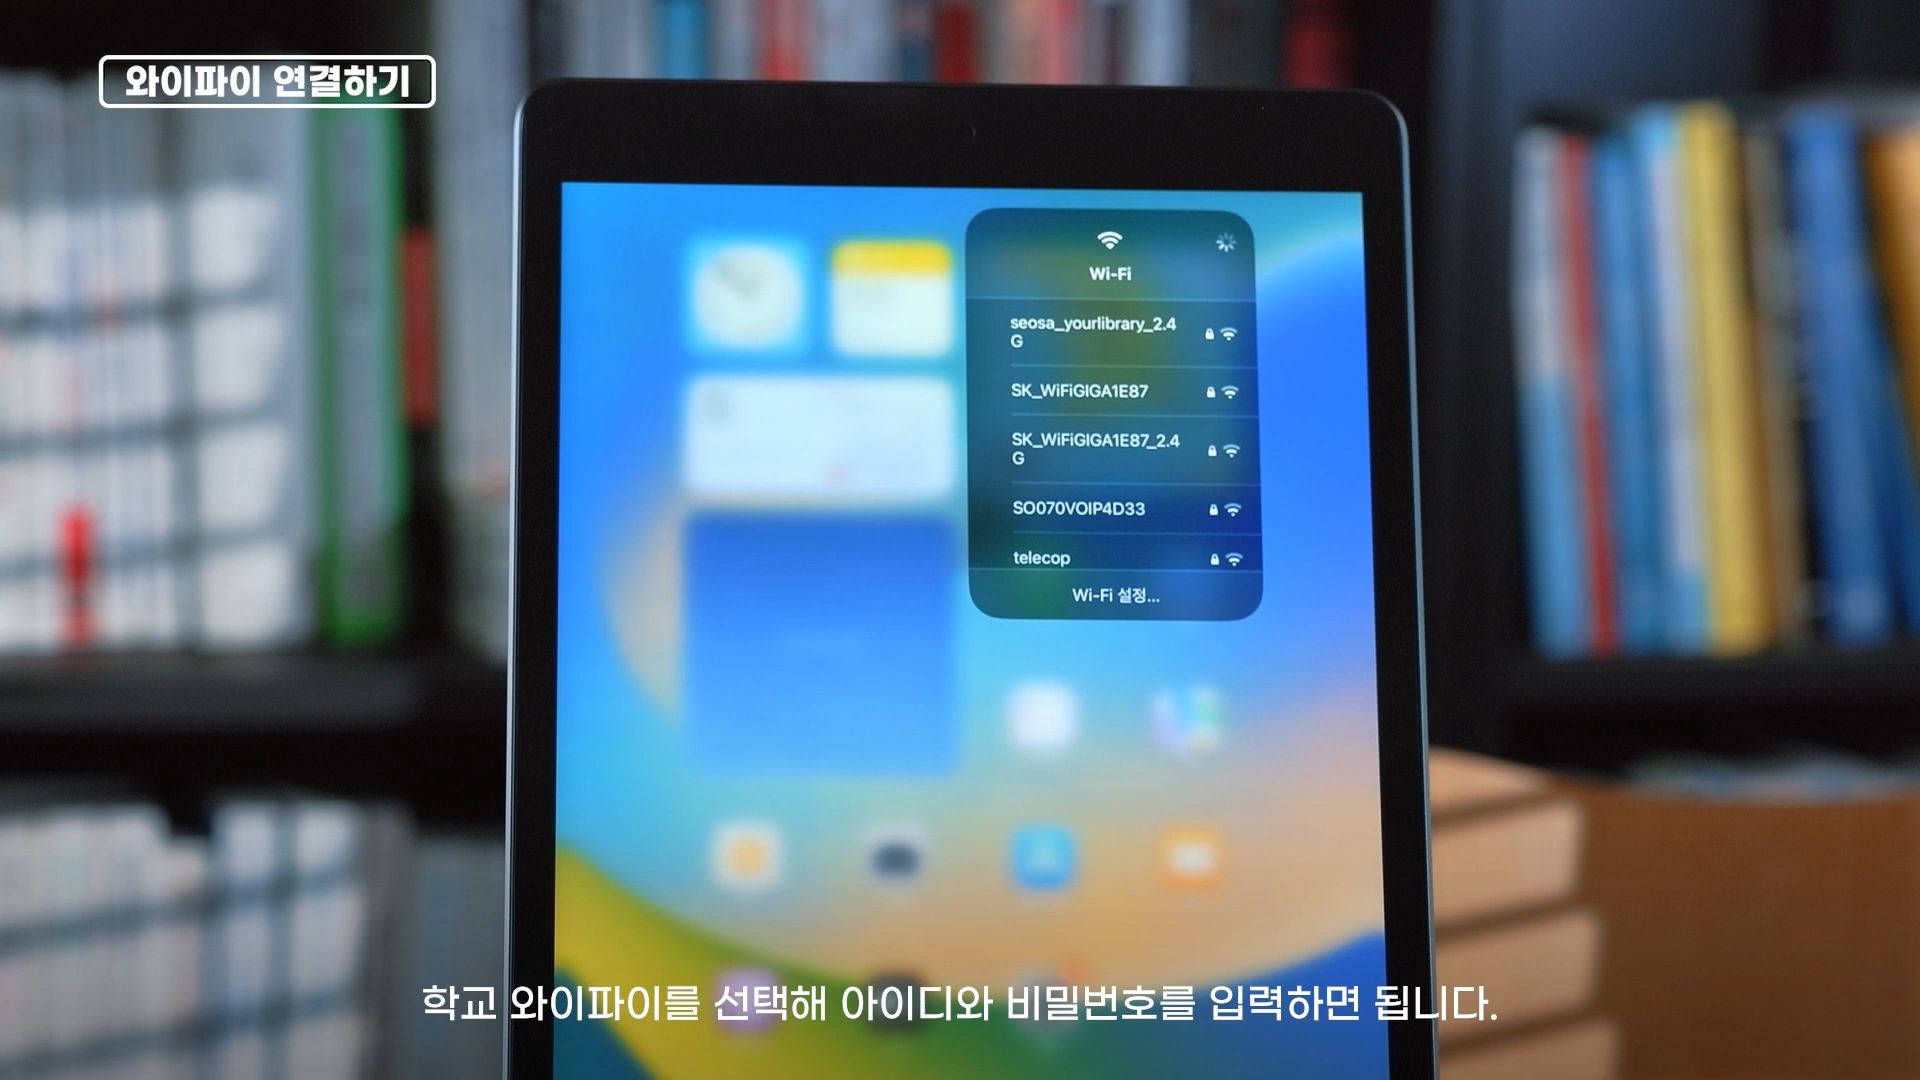 와이파이 연결하기
Wi-Fi
seosa_yourlibrary_2.4
G
SK_WiFiGIGA1E87
SK_WiFiGIGA1E87_2.4
G
SO070VOIP4D33
telecop
Wi-Fi 설정...
학교 와이파이를 선택해 아이디와 비밀번호를 입력하면 됩니다.